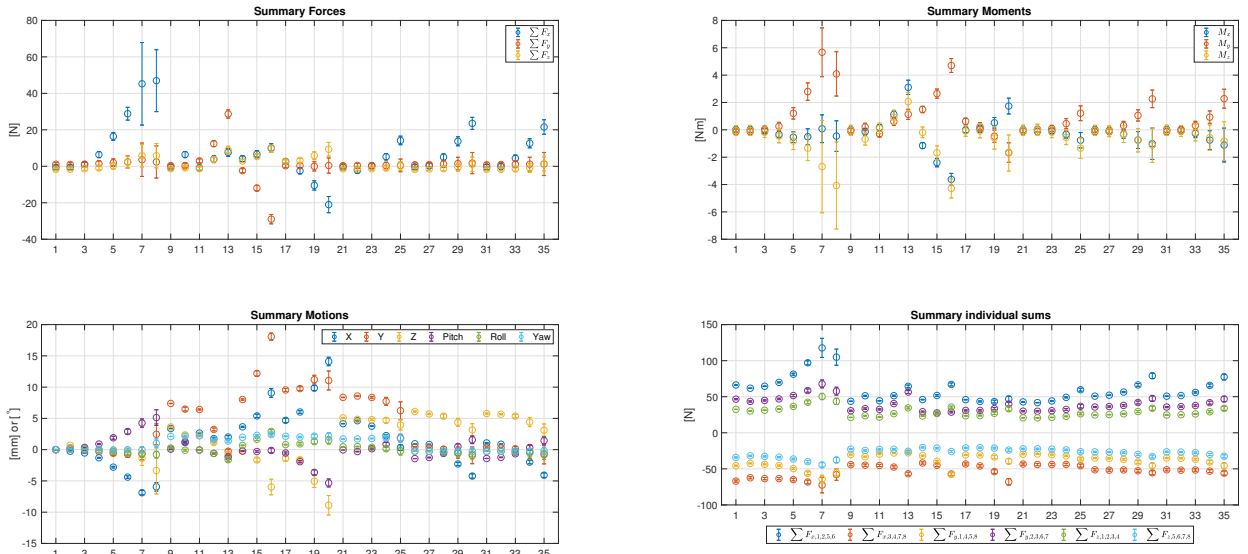 Summary Forces
80
60
40
20
0
-20
-40
[N]
∑ F_x
∑ F_y
∑ F_z
1 3 5 7 9 11 13 15 17 19 21 23 25 27 29 31 33 35
Summary Moments
8
6
4
2
0
-2
-4
-6
-8
[N/m]
M_x
M_y
M_z
1 3 5 7 9 11 13 15 17 19 21 23 25 27 29 31 33 35
Summary Motions
20
15
10
5
0
-5
-10
-15
[mm] or [°]
X Y Z Pitch Roll Yaw
1 3 5 7 9 11 13 15 17 19 21 23 25 27 29 31 33 35
Summary individual sums
150
100
50
0
-50
-100
[N]
1 3 5 7 9 11 13 15 17 19 21 23 25 27 29 31 33 35
∑ F_x,1,2,5,6 ∑ F_x,3,4,7,8 ∑ F_y,1,4,5,8 ∑ F_y,2,3,6,7 ∑ F_z,1,2,3,4 ∑ F_z,5,6,7,8